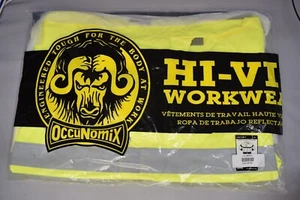 ENGINEERED TOUGH FOR THE BODY AT WORK
OCCUNOMIX
HI-VI
WORKWEA
VÊTEMENTS DE TRAVAIL HAUTE
ROPA DE TRABAJO REFLECTA